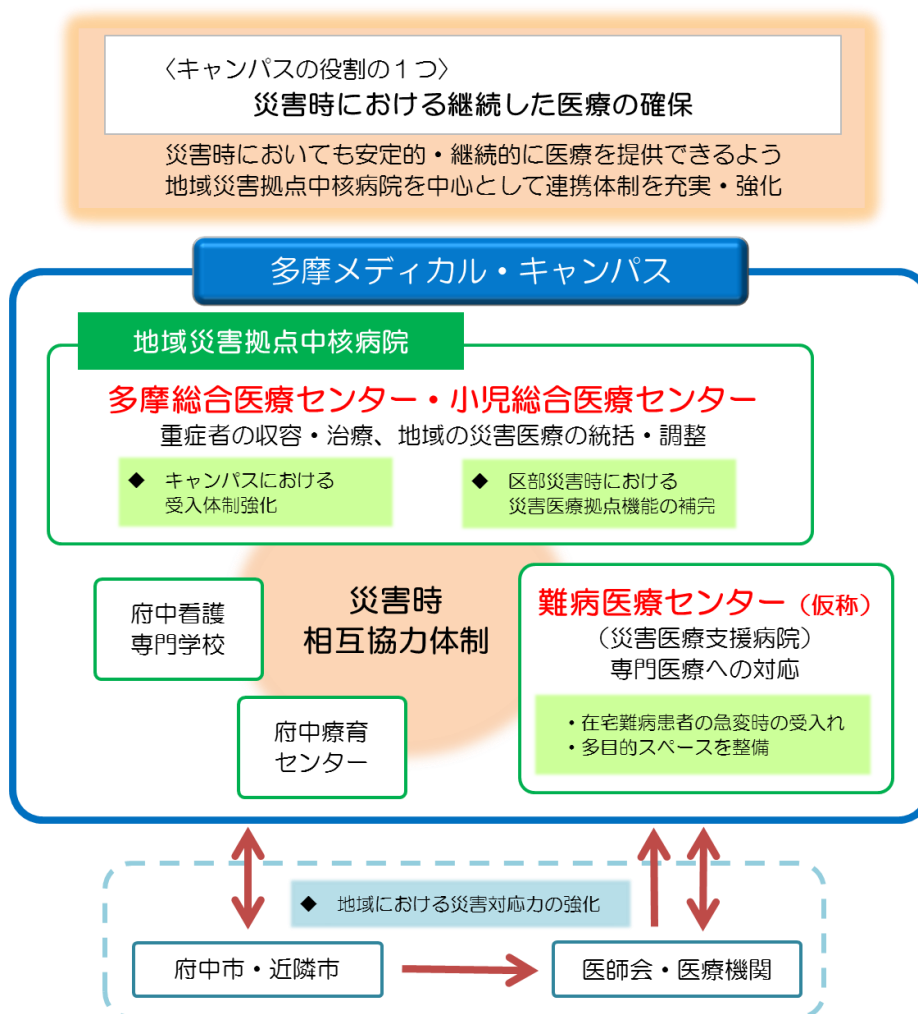 〈キャンパスの役割の１つ〉
災害時における継続した医療の確保
災害時においても安定的・継続的に医療を提供できるよう
地域災害拠点中核病院を中心として連携体制を充実・強化
多摩メディカル・キャンパス
地域災害拠点中核病院
多摩総合医療センター・小児総合医療センター
重症者の収容・治療、地域の災害医療の統括・調整
◆ キャンパスにおける
受入体制強化
◆ 区部災害時における
災害医療拠点機能の補完
府中看護
専門学校
災害時
相互協力体制
府中療育
センター
難病医療センター（仮称）
（災害医療支援病院）
専門医療への対応
・在宅難病患者の急変時の受入れ
・多目的スペースを整備
◆ 地域における災害対応力の強化
府中市・近隣市
医師会・医療機関